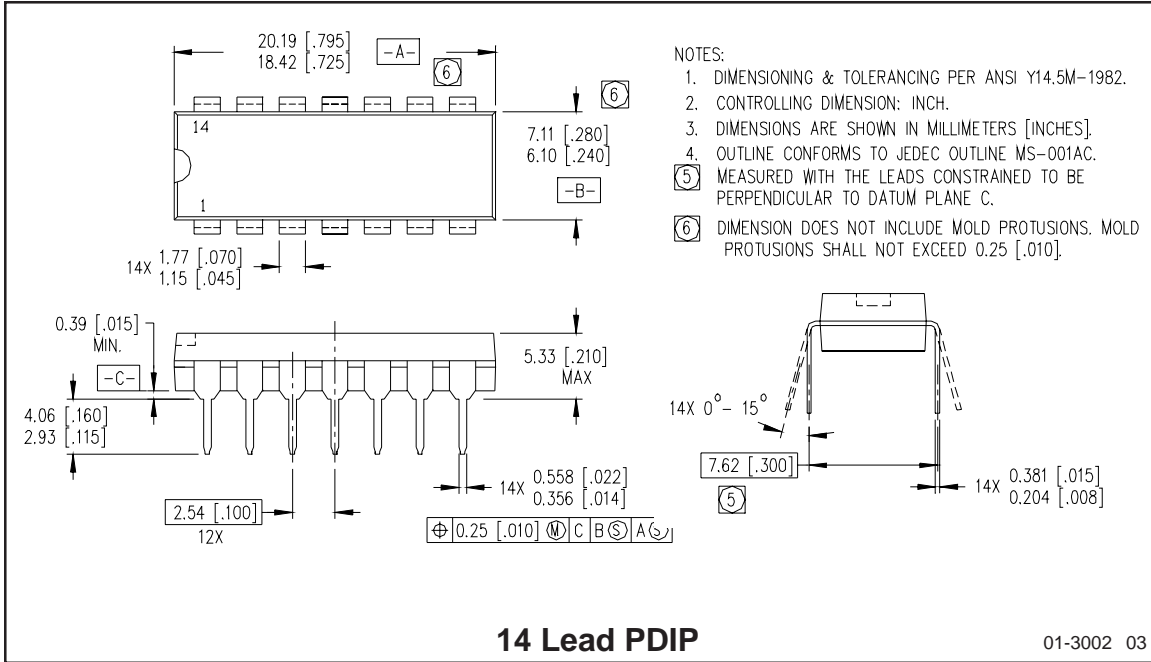 20.19 [.795]
18.42 [.725]
-A-
6
6
14
1
7.11 [.280]
6.10 [.240]
-B-
14X 1.77 [.070]
1.15 [.045]
NOTES:
1. DIMENSIONING & TOLERANCING PER ANSI Y14.5M-1982.
2. CONTROLLING DIMENSION: INCH.
3. DIMENSIONS ARE SHOWN IN MILLIMETERS [INCHES].
4. OUTLINE CONFORMS TO JEDEC OUTLINE MS-001AC.
5 MEASURED WITH THE LEADS CONSTRAINED TO BE
PERPENDICULAR TO DATUM PLANE C.
6 DIMENSION DOES NOT INCLUDE MOLD PROTUSIONS. MOLD
PROTUSIONS SHALL NOT EXCEED 0.25 [.010].
0.39 [.015]
MIN.
-C-
4.06 [.160]
2.93 [.115]
5.33 [.210]
MAX
2.54 [.100]
12X
14X 0.558 [.022]
0.356 [.014]
⌖ 0.25 [.010] Ⓜ C B Ⓢ A Ⓢ
14X 0°- 15°
7.62 [.300]
5
14X 0.381 [.015]
0.204 [.008]
14 Lead PDIP
01-3002 03